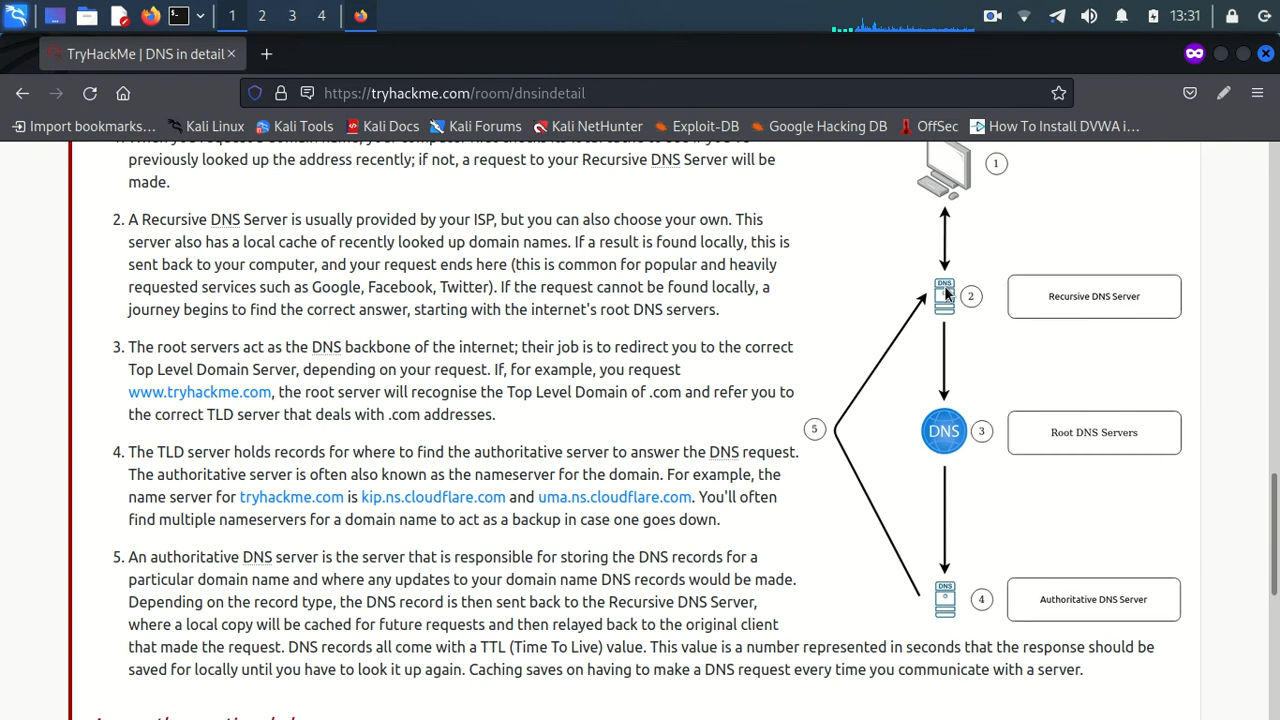 1 2 3 4 13:31
TryHackMe | DNS in detail
https://tryhackme.com/room/dnsindetail
Import bookmarks... Kali Linux Kali Tools Kali Docs Kali Forums Kali NetHunter Exploit-DB Google Hacking DB OffSec How To Install DVWA i...
previously looked up the address recently; if not, a request to your Recursive DNS Server will be
made.
2. A Recursive DNS Server is usually provided by your ISP, but you can also choose your own. This
server also has a local cache of recently looked up domain names. If a result is found locally, this is
sent back to your computer, and your request ends here (this is common for popular and heavily
requested services such as Google, Facebook, Twitter). If the request cannot be found locally, a
journey begins to find the correct answer, starting with the internet's root DNS servers.
3. The root servers act as the DNS backbone of the internet; their job is to redirect you to the correct
Top Level Domain Server, depending on your request. If, for example, you request
www.tryhackme.com, the root server will recognise the Top Level Domain of .com and refer you to
the correct TLD server that deals with .com addresses.
4. The TLD server holds records for where to find the authoritative server to answer the DNS request.
The authoritative server is often also known as the nameserver for the domain. For example, the
name server for tryhackme.com is kip.ns.cloudflare.com and uma.ns.cloudflare.com. You'll often
find multiple nameservers for a domain name to act as a backup in case one goes down.
5. An authoritative DNS server is the server that is responsible for storing the DNS records for a
particular domain name and where any updates to your domain name DNS records would be made.
Depending on the record type, the DNS record is then sent back to the Recursive DNS Server,
where a local copy will be cached for future requests and then relayed back to the original client
that made the request. DNS records all come with a TTL (Time To Live) value. This value is a number represented in seconds that the response should be
saved for locally until you have to look it up again. Caching saves on having to make a DNS request every time you communicate with a server.
1
DNS 2 Recursive DNS Server
5
DNS 3 Root DNS Servers
DNS 4 Authoritative DNS Server